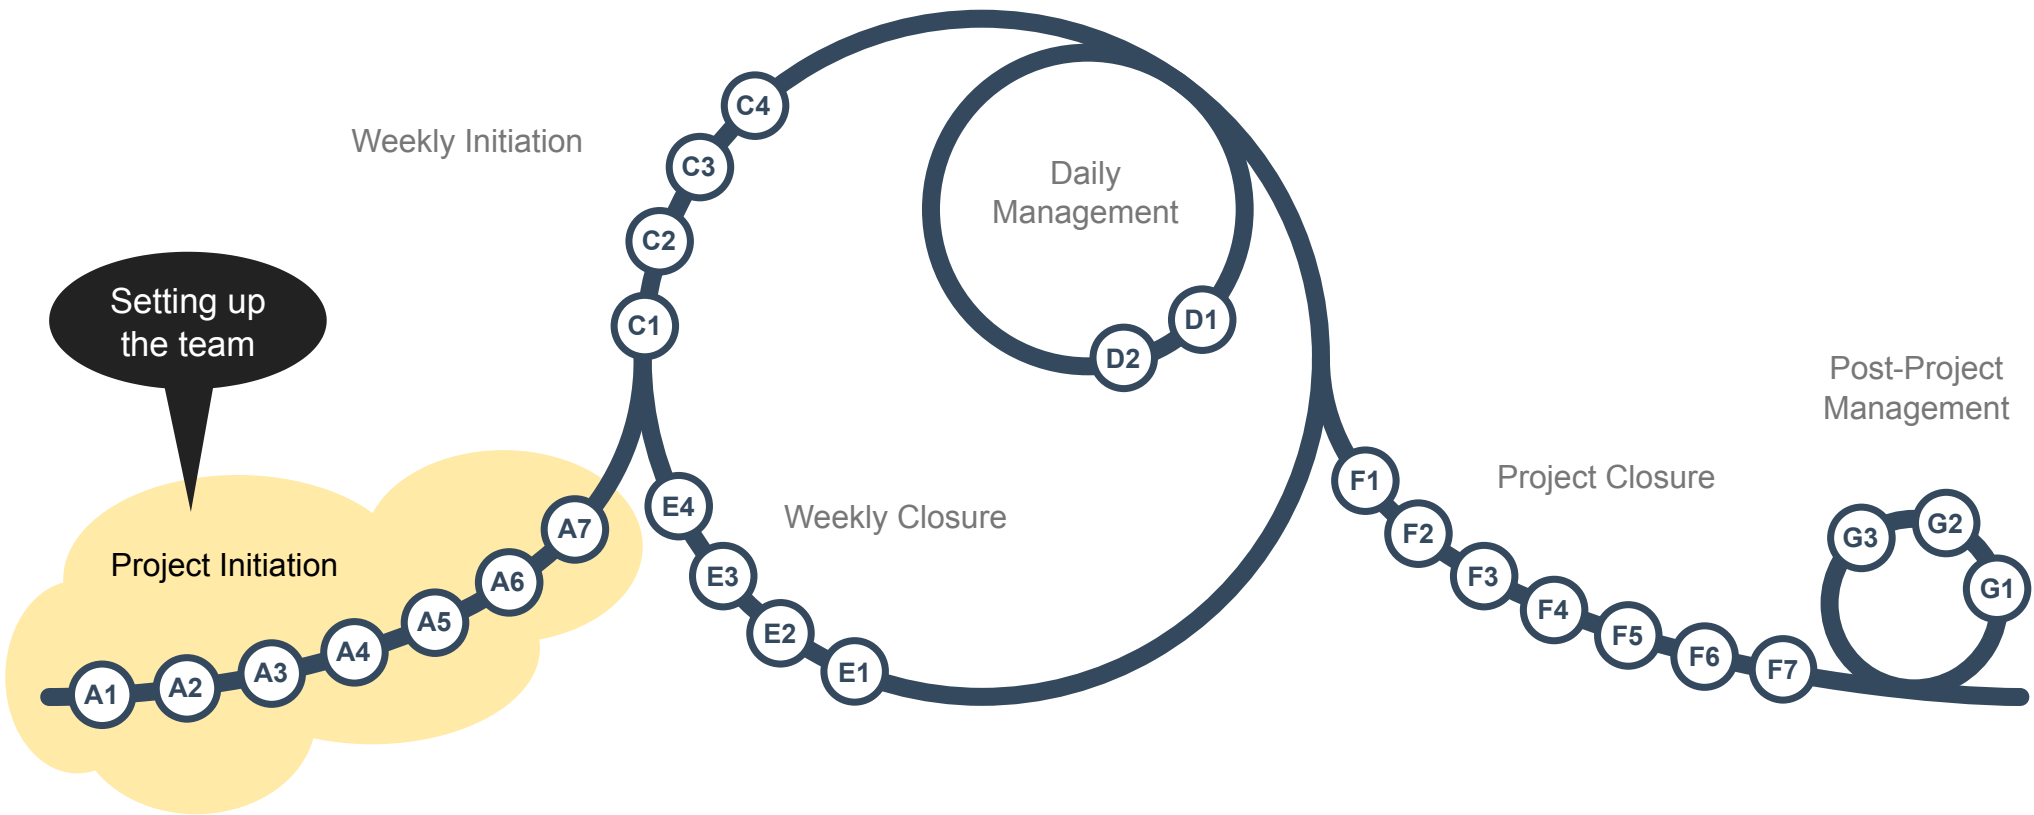 Weekly Initiation
C4
C3
C2
C1
Daily
Management
D1
D2
Setting up
the team
Project Initiation
A1
A2
A3
A4
A5
A6
A7
E4
E3
E2
E1
Weekly Closure
F1
F2
F3
F4
F5
F6
F7
Project Closure
Post-Project
Management
G3
G2
G1